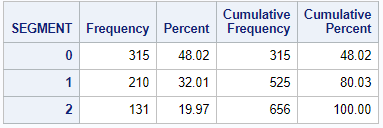 SEGMENT Frequency Percent Cumulative Frequency Cumulative Percent
0 315 48.02 315 48.02
1 210 32.01 525 80.03
2 131 19.97 656 100.00